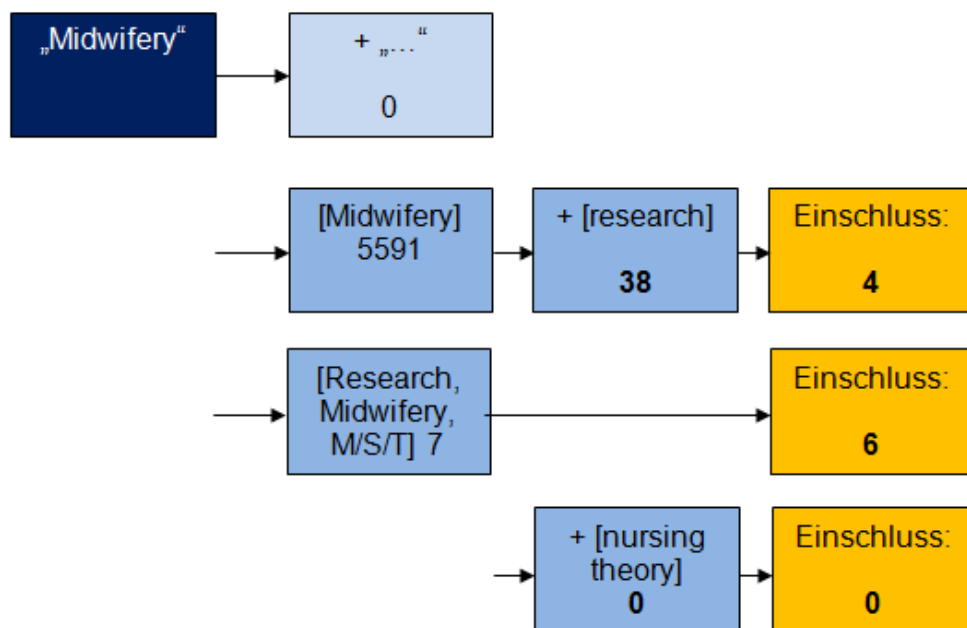 „Midwifery“
+ „…“
0
[Midwifery]
5591
+ [research]
38
Einschluss:
4
[Research,
Midwifery,
M/S/T] 7
Einschluss:
6
+ [nursing
theory]
0
Einschluss:
0